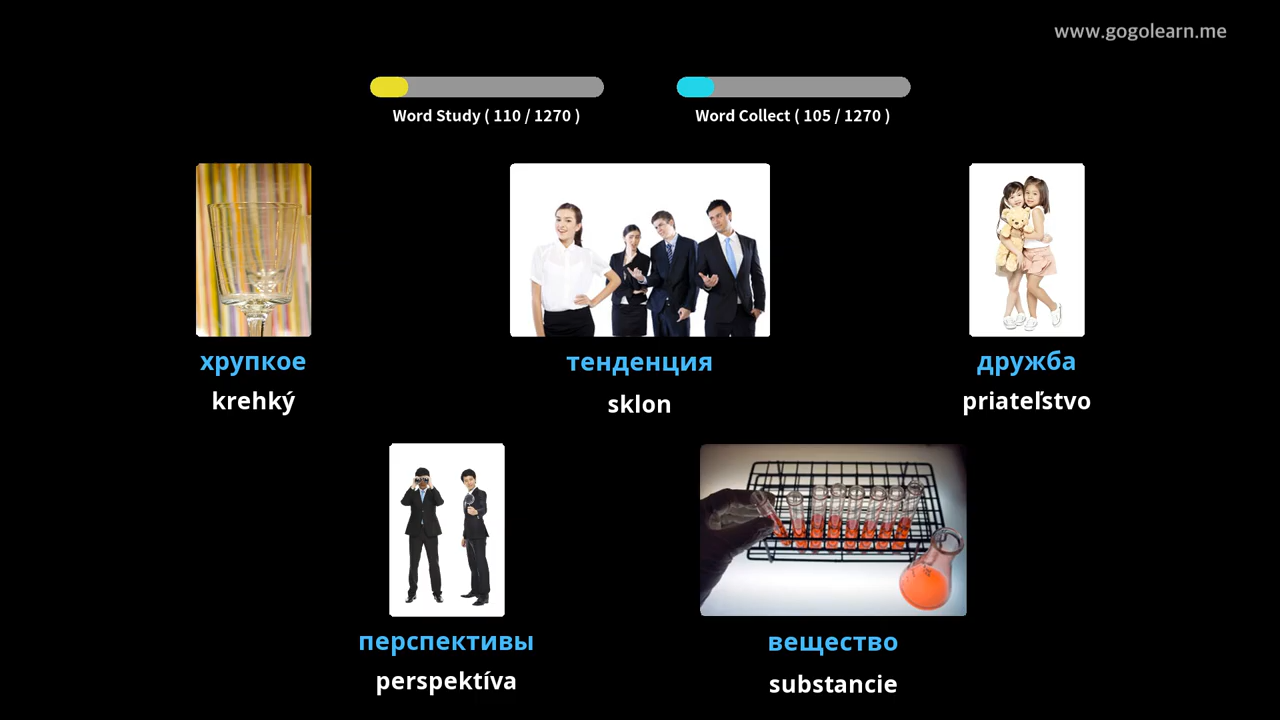 www.gogolearn.me
Word Study ( 110 / 1270 )
Word Collect ( 105 / 1270 )
хрупкое
krehký
тенденция
sklon
дружба
priateľstvo
перспективы
perspektíva
вещество
substancie